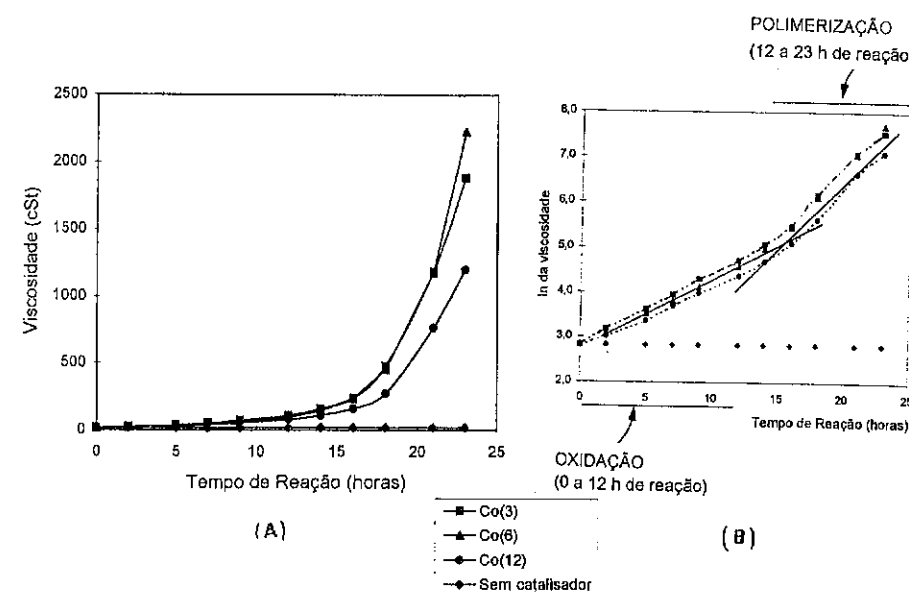 POLIMERIZAÇÃO
(12 a 23 h de reação
2500
2000
1500
1000
500
0
Viscosidade (cSt)
0 5 10 15 20 25
Tempo de Reação (horas)
(A)
8,0
7,0
6,0
5,0
4,0
3,0
2,0
ln da viscosidade
0 5 10 15 20
Tempo de Reação (horas)
OXIDAÇÃO
(0 a 12 h de reação)
(B)
Co(3)
Co(6)
Co(12)
Sem catalisador